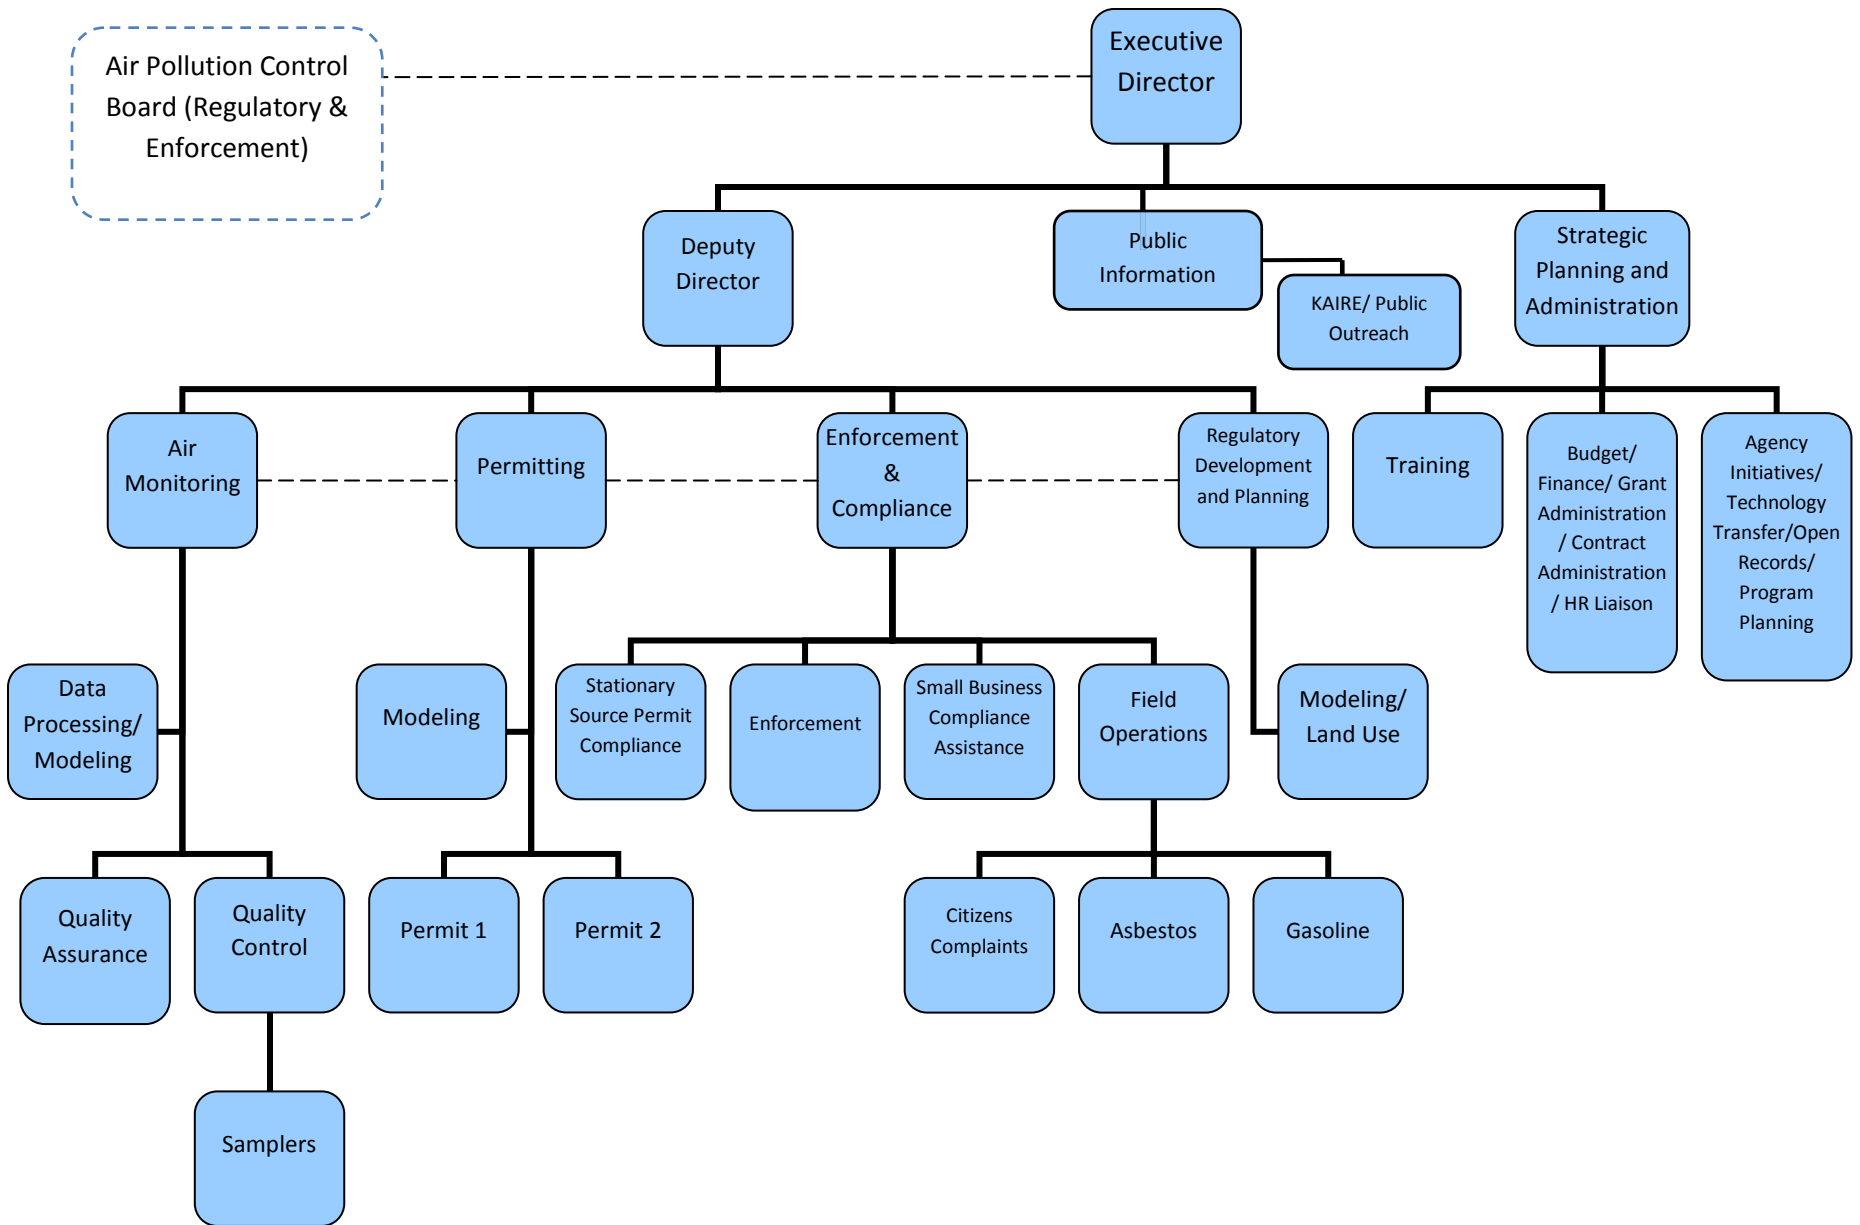 Air Pollution Control
Board (Regulatory &
Enforcement)
Executive
Director
Deputy
Director
Public
Information
KAIRE/ Public
Outreach
Strategic
Planning and
Administration
Air
Monitoring
Permitting
Enforcement
&
Compliance
Regulatory
Development
and Planning
Training
Budget/
Finance/ Grant
Administration
/ Contract
Administration
/ HR Liaison
Agency
Initiatives/
Technology
Transfer/Open
Records/
Program
Planning
Data
Processing/
Modeling
Modeling
Stationary
Source Permit
Compliance
Enforcement
Small Business
Compliance
Assistance
Field
Operations
Modeling/
Land Use
Quality
Assurance
Quality
Control
Permit 1
Permit 2
Citizens
Complaints
Asbestos
Gasoline
Samplers